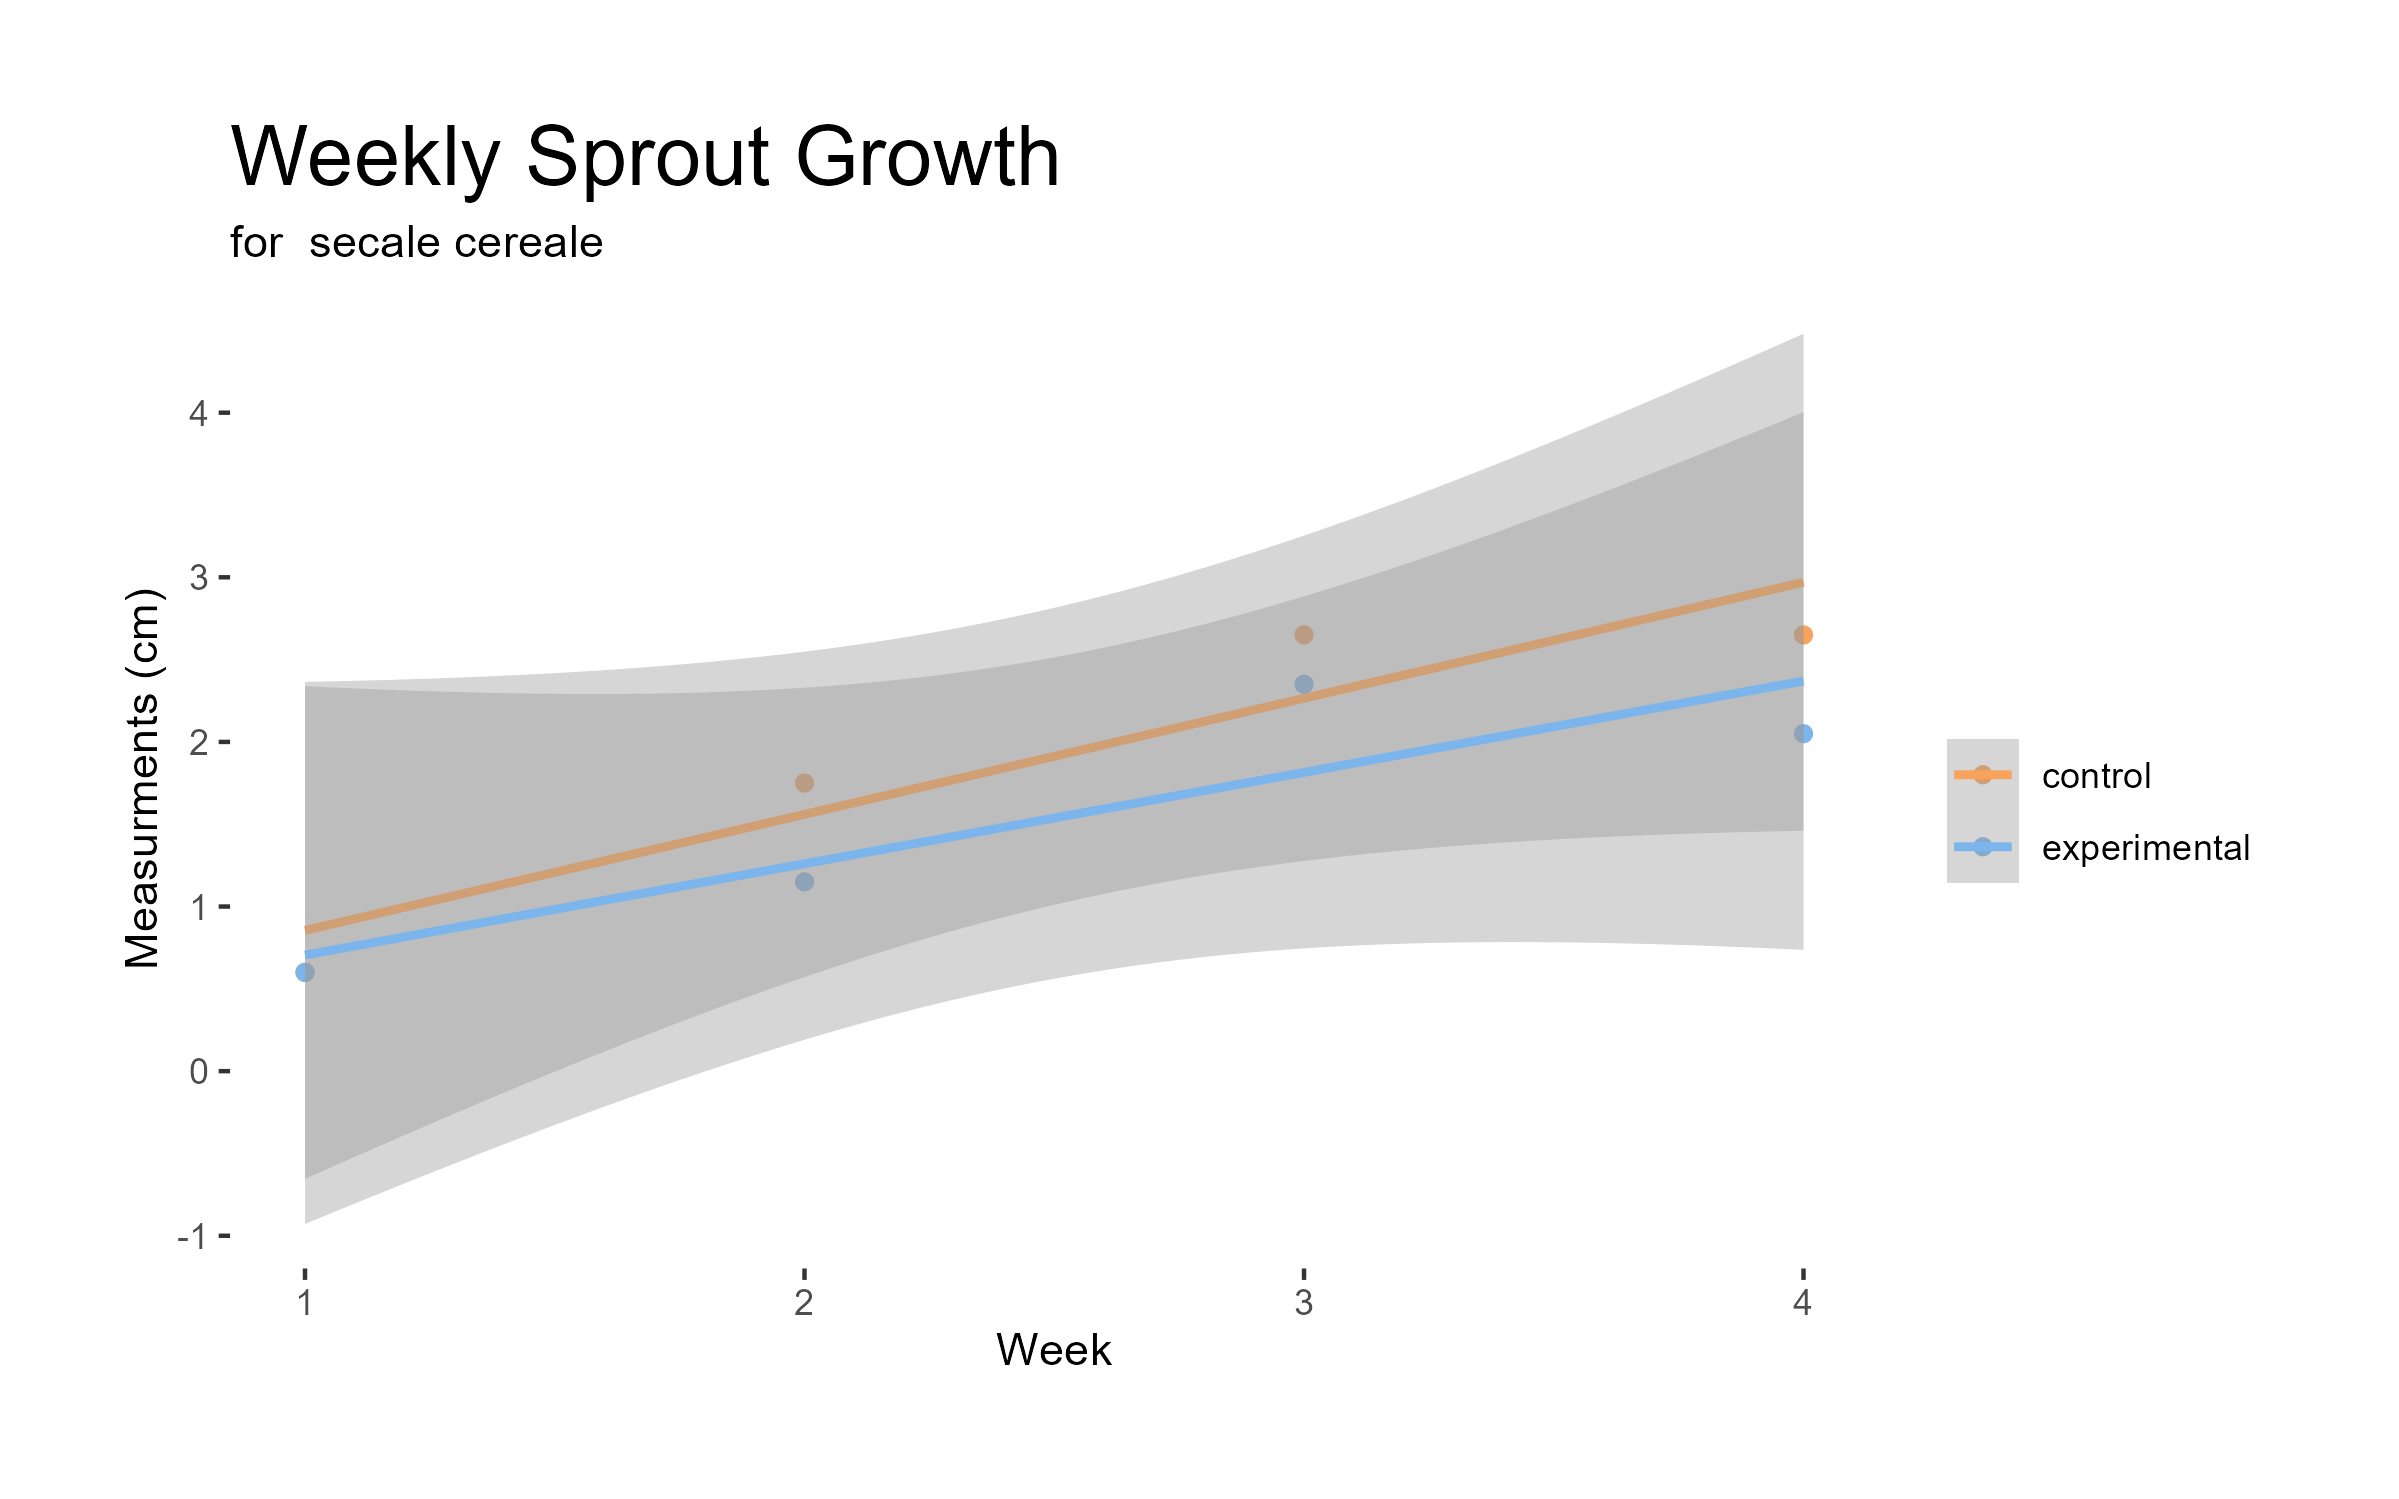 Weekly Sprout Growth
for  secale cereale
Measurments (cm)
4
3
2
1
0
-1
1
2
3
4
Week
control
experimental